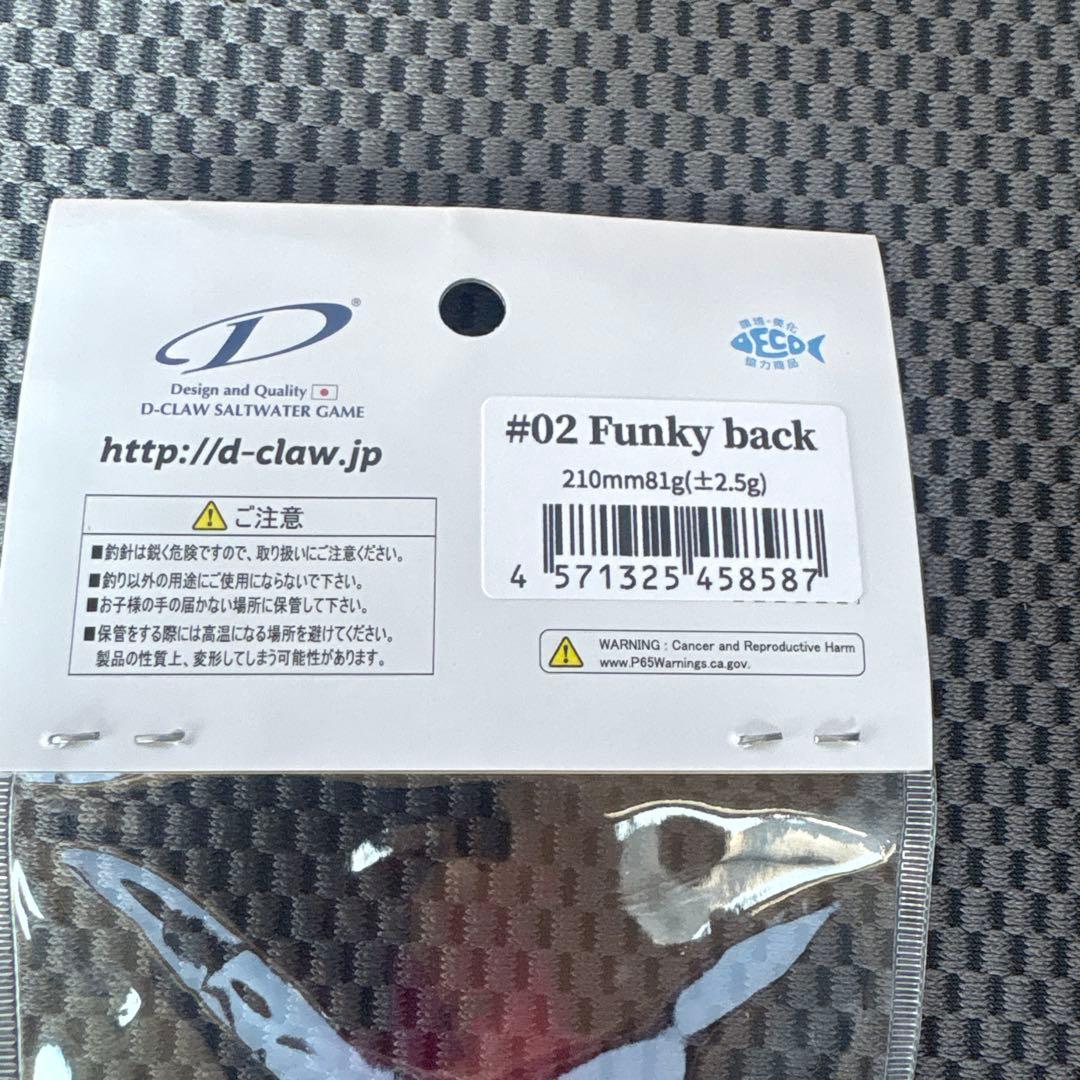 D®
Design and Quality
D-CLAW SALTWATER GAME
http://d-claw.jp
ご注意
■釣針は鋭く危険ですので、取り扱いにご注意ください。
■釣り以外の用途にご使用にならないで下さい。
■お子様の手の届かない場所に保管して下さい。
■保管をする際には高温になる場所を避けてください。
製品の性質上、変形してしまう可能性があります。
環境・美化
ECO
協力商品
#02 Funky back
210mm81g(±2.5g)
4 571325 458587
WARNING : Cancer and Reproductive Harm
www.P65Warnings.ca.gov.